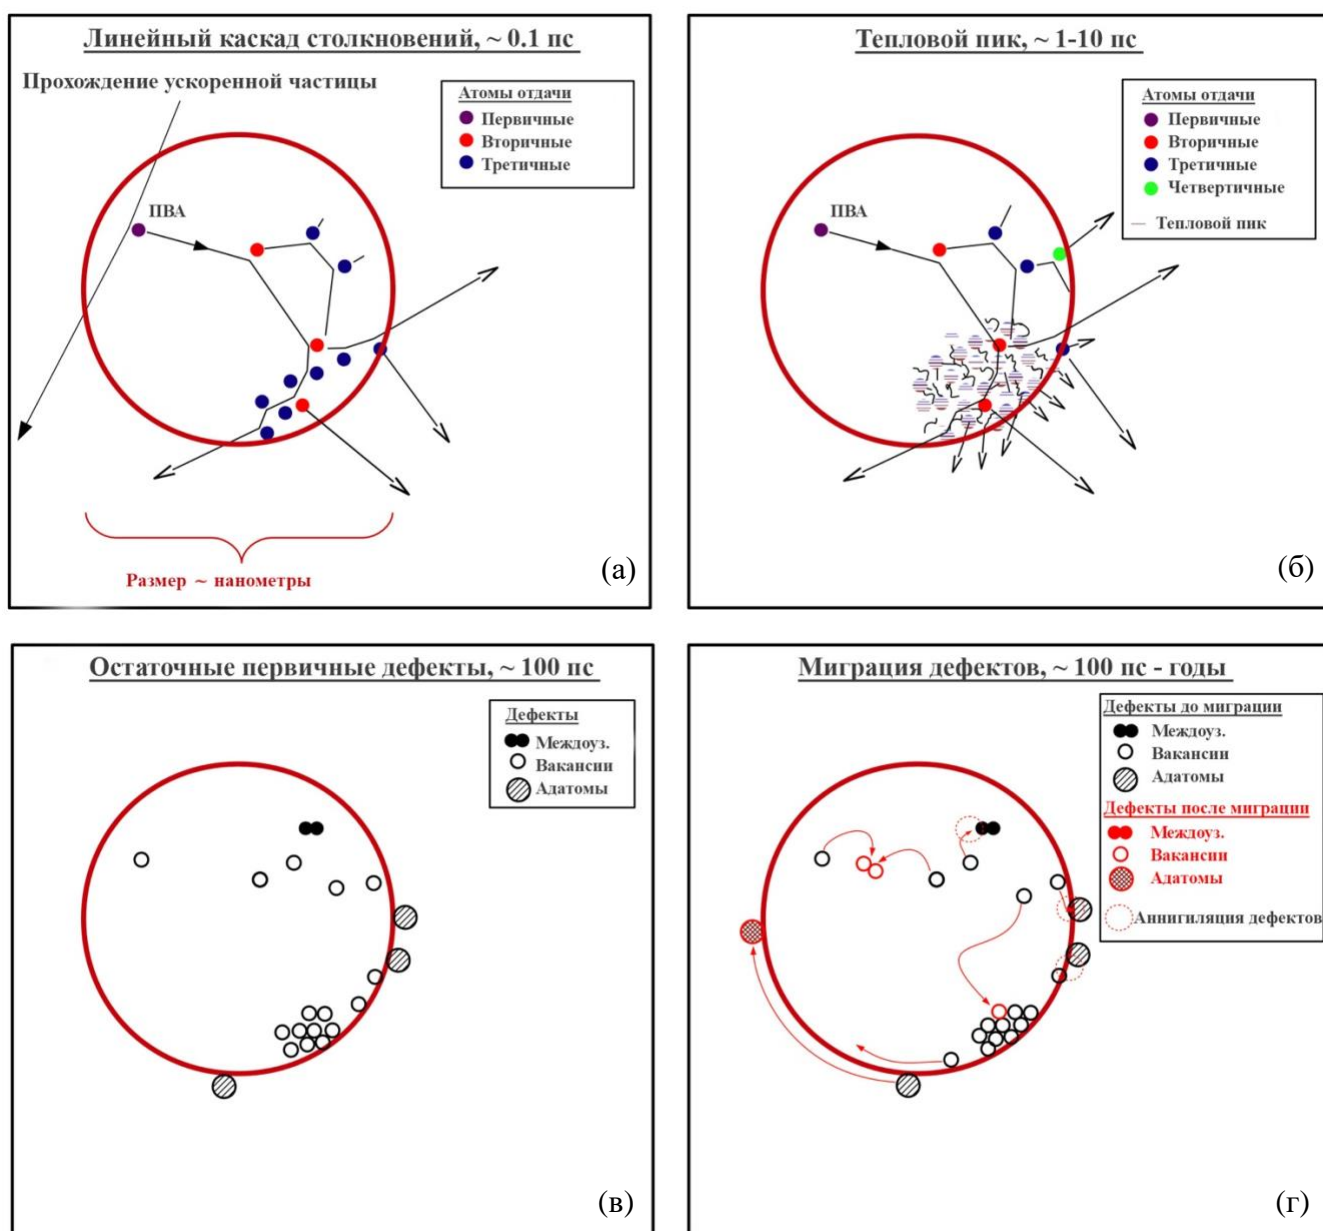 Линейный каскад столкновений, ~ 0.1 пс
Прохождение ускоренной частицы
Атомы отдачи
Первичные
Вторичные
Третичные
ПВА
Размер ~ нанометры
(а)
Тепловой пик, ~ 1-10 пс
Атомы отдачи
Первичные
Вторичные
Третичные
Четвертичные
Тепловой пик
ПВА
(б)
Остаточные первичные дефекты, ~ 100 пс
Дефекты
Междоуз.
Вакансии
Адатомы
(в)
Миграция дефектов, ~ 100 пс - годы
Дефекты до миграции
Междоуз.
Вакансии
Адатомы
Дефекты после миграции
Междоуз.
Вакансии
Адатомы
Аннигиляция дефектов
(г)